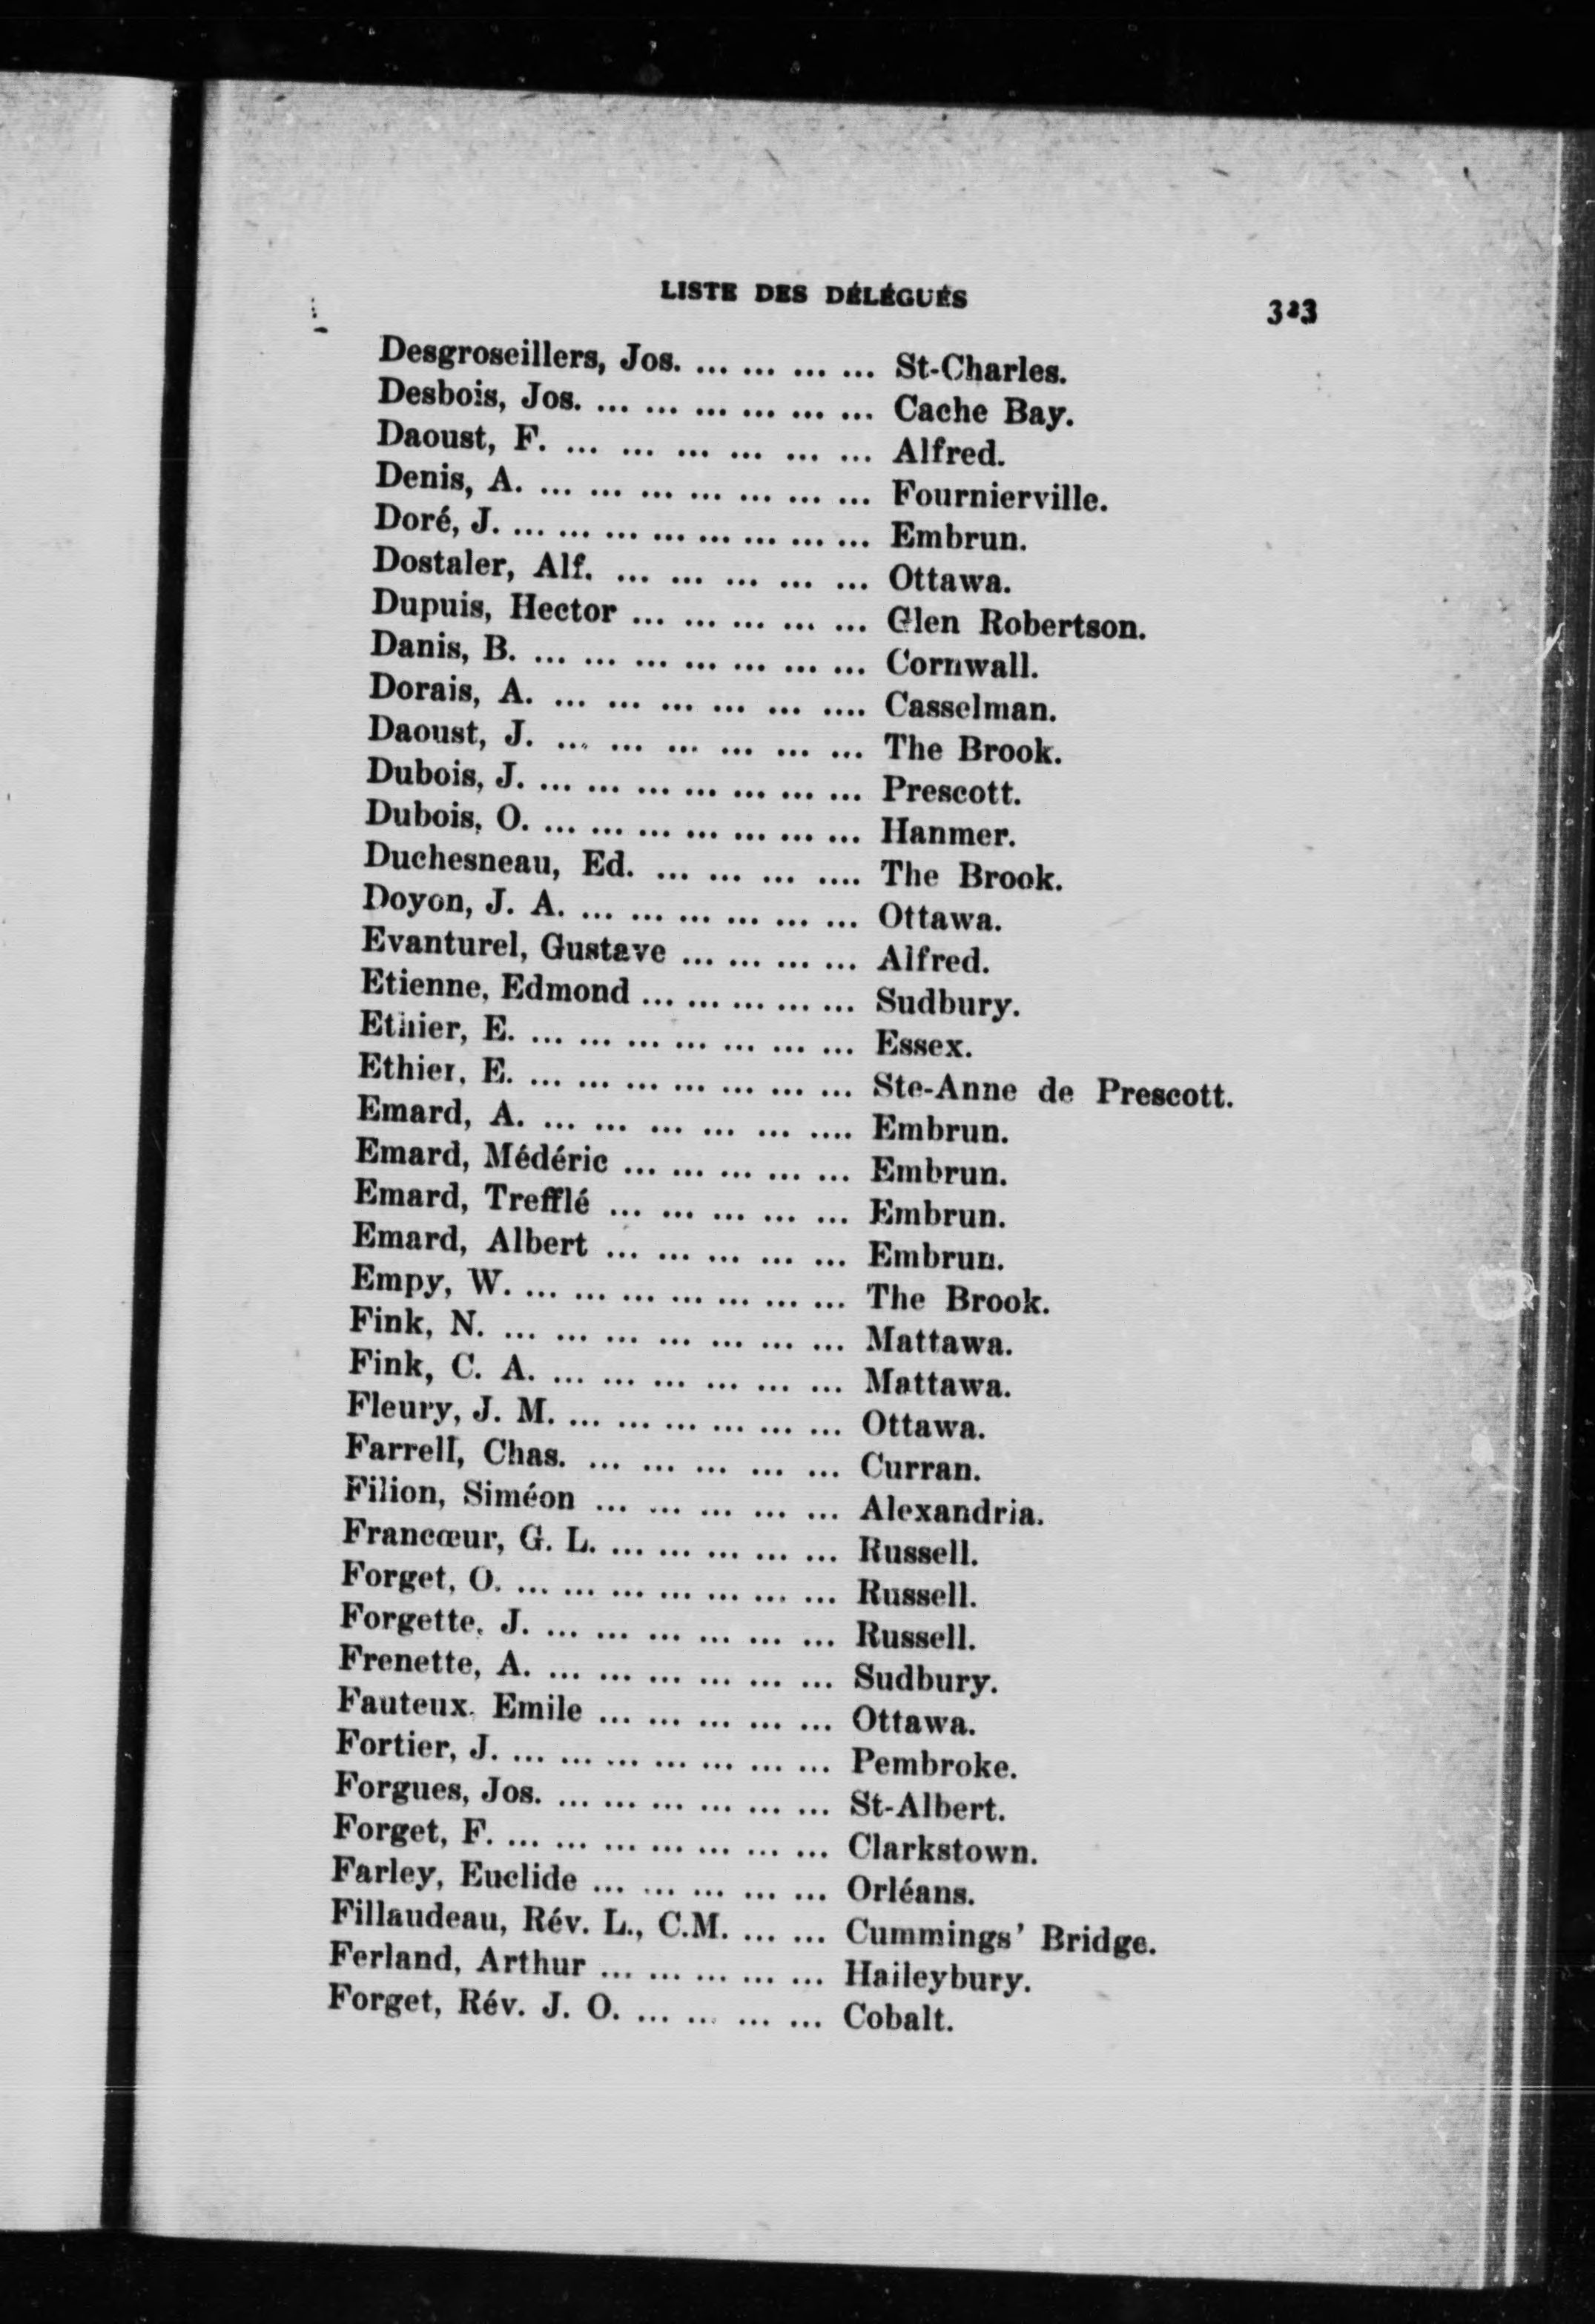 LISTE DES DÉLÉGUÉS 323
Desgroseillers, Jos. ... ... ... ... St-Charles.
Desbois, Jos. ... ... ... ... ... ... Cache Bay.
Daoust, F. ... ... ... ... ... ... Alfred.
Denis, A. ... ... ... ... ... ... ... Fournierville.
Doré, J. ... ... ... ... ... ... ... ... Embrun.
Dostaler, Alf. ... ... ... ... ... Ottawa.
Dupuis, Hector ... ... ... ... ... Glen Robertson.
Danis, B. ... ... ... ... ... ... ... Cornwall.
Dorais, A. ... ... ... ... ... .... Casselman.
Daoust, J. ... ... ... ... ... ... The Brook.
Dubois, J. ... ... ... ... ... ... ... Prescott.
Dubois, O. ... ... ... ... ... ... ... Hanmer.
Duchesneau, Ed. ... ... ... .... The Brook.
Doyon, J. A. ... ... ... ... ... ... Ottawa.
Evanturel, Gustave ... ... ... ... Alfred.
Etienne, Edmond ... ... ... ... ... Sudbury.
Ethier, E. ... ... ... ... ... ... ... Essex.
Ethier, E. ... ... ... ... ... ... ... Ste-Anne de Prescott.
Emard, A. ... ... ... ... ... .... Embrun.
Emard, Médéric ... ... ... ... ... Embrun.
Emard, Trefflé ... ... ... ... ... Embrun.
Emard, Albert ... ... ... ... ... Embrun.
Empy, W. ... ... ... ... ... ... ... The Brook.
Fink, N. ... ... ... ... ... ... ... Mattawa.
Fink, C. A. ... ... ... ... ... ... Mattawa.
Fleury, J. M. ... ... ... ... ... ... Ottawa.
Farrell, Chas. ... ... ... ... ... Curran.
Filion, Siméon ... ... ... ... ... Alexandria.
Francœur, G. L. ... ... ... ... ... Russell.
Forget, O. ... ... ... ... ... ... ... Russell.
Forgette, J. ... ... ... ... ... ... Russell.
Frenette, A. ... ... ... ... ... ... Sudbury.
Fauteux, Emile ... ... ... ... ... Ottawa.
Fortier, J. ... ... ... ... ... ... ... Pembroke.
Forgues, Jos. ... ... ... ... ... ... St-Albert.
Forget, F. ... ... ... ... ... ... ... Clarkstown.
Farley, Euclide ... ... ... ... ... Orléans.
Fillaudeau, Rév. L., C.M. ... ... Cummings' Bridge.
Ferland, Arthur ... ... ... ... ... Haileybury.
Forget, Rév. J. O. ... ... ... ... Cobalt.